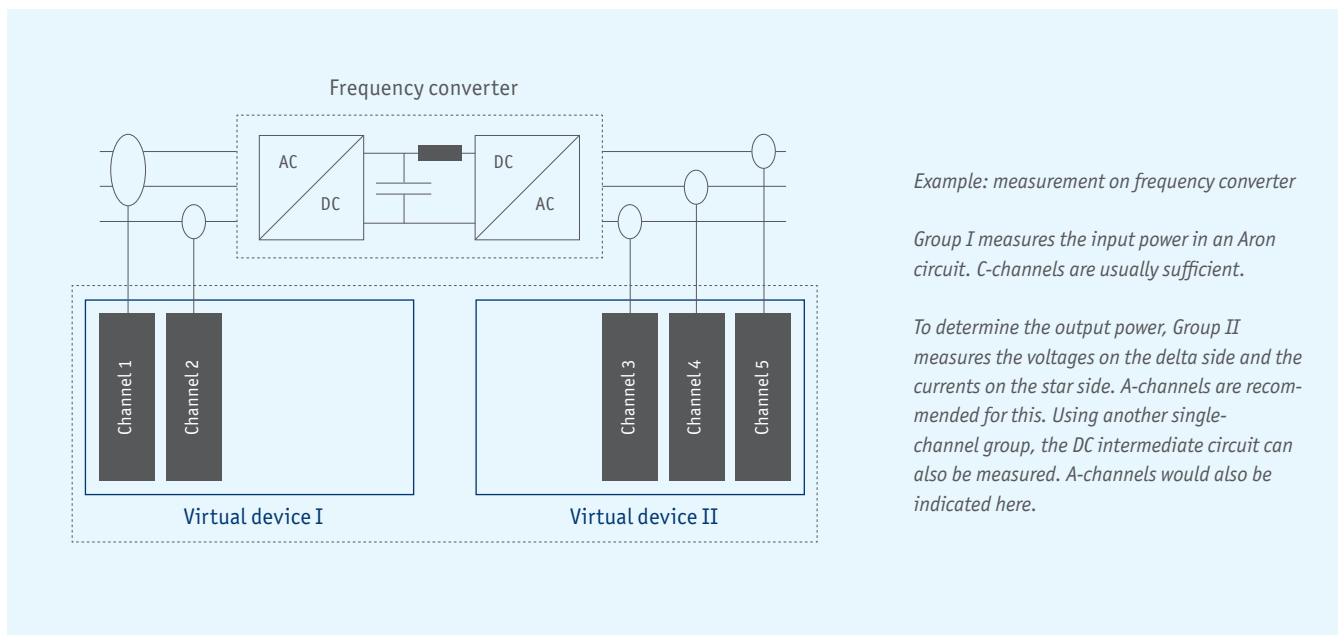 Frequency converter
AC
DC
DC
AC
Channel 1
Channel 2
Channel 3
Channel 4
Channel 5
Virtual device I
Virtual device II
Example: measurement on frequency converter
Group I measures the input power in an Aron
circuit. C-channels are usually sufficient.
To determine the output power, Group II
measures the voltages on the delta side and the
currents on the star side. A-channels are recom-
mended for this. Using another single-
channel group, the DC intermediate circuit can
also be measured. A-channels would also be
indicated here.